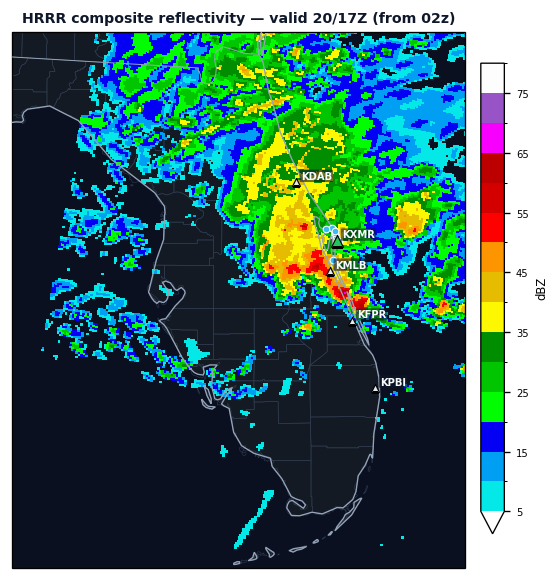 HRRR composite reflectivity — valid 20/17Z (from 02z)
75
65
KDAB
55
KXMR
45
KMLB
dBZ
KFPR
35
25
KPBI
15
5